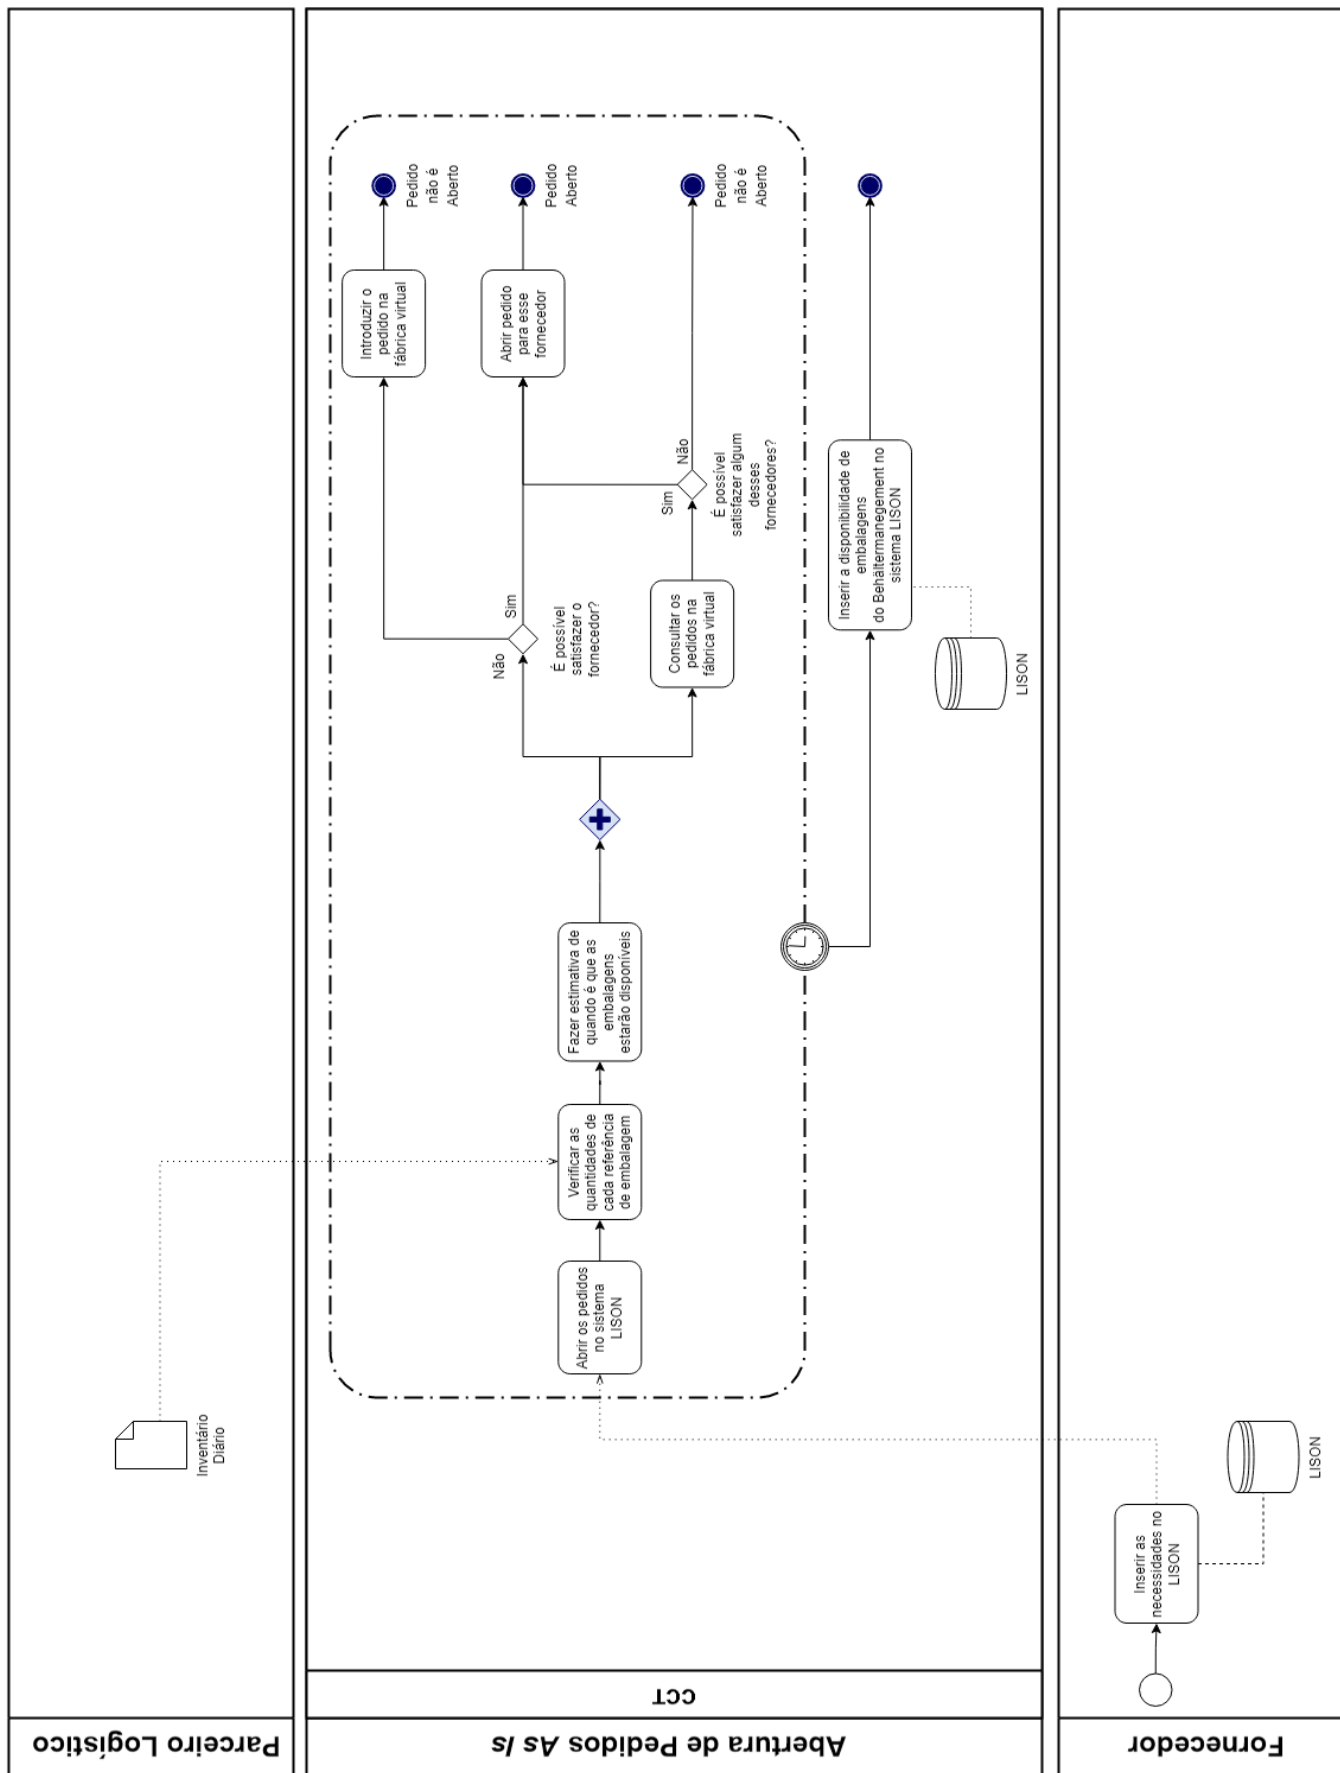 Parceiro Logístico
Inventário
Diário
Abertura de Pedidos As Is
CCT
Abrir os pedidos
no sistema
LISON
Verificar as
quantidades de
cada referência
de embalagem
Fazer estimativa de
quando é que as
embalagens
estarão disponíveis
Não
Sim
É possível
satisfazer o
fornecedor?
Introduzir o
pedido na
fábrica virtual
Pedido
não é
Aberto
Abrir pedido
para esse
fornecedor
Pedido
Aberto
Consultar os
pedidos na
fábrica virtual
Sim
Não
É possível
satisfazer algum
desses
fornecedores?
Pedido
não é
Aberto
Inserir a disponibilidade de
embalagens
do Behältermanegement no
sistema LISON
LISON
Fornecedor
Inserir as
necessidades no
LISON
LISON